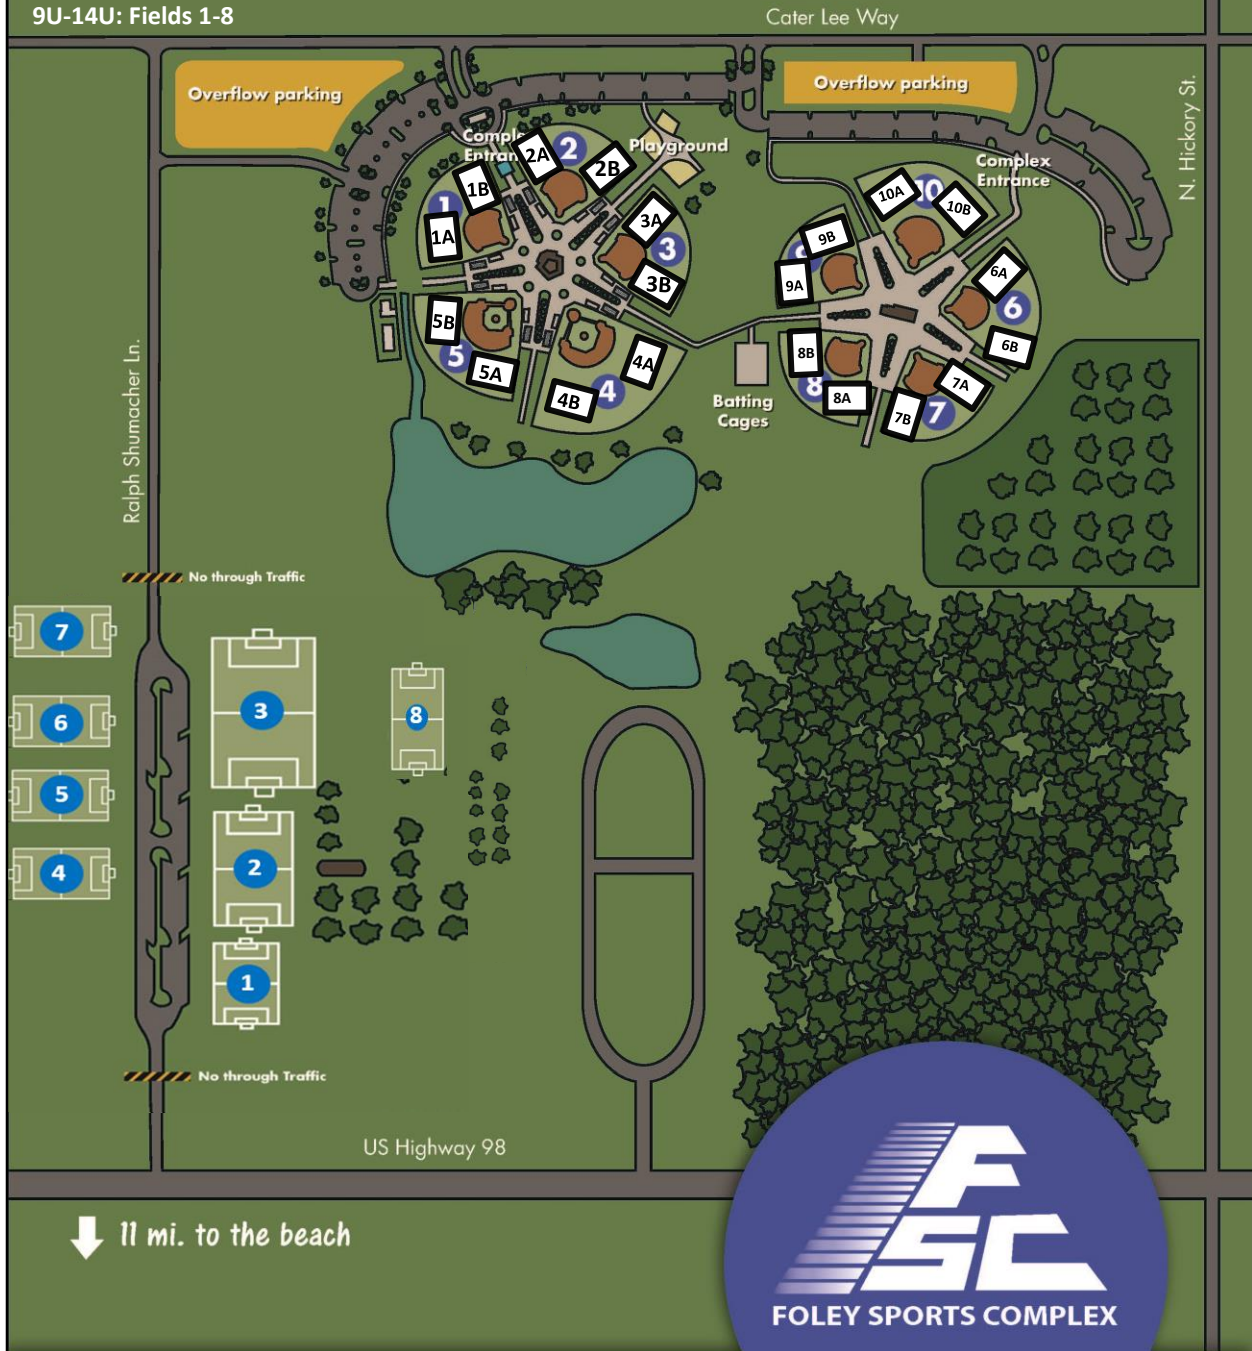 9U-14U: Fields 1-8
Cater Lee Way
Overflow parking
Overflow parking
N. Hickory St.
Complex
Entrance
Playground
2
2A
2B
1
1B
1A
3A
3
3B
5B
5
5A
4A
4B
4
Complex
Entrance
10
10A
10B
9B
9A
6A
6
6B
8B
8
8A
7A
7B
7
Batting
Cages
Ralph Shumacher Ln.
No through Traffic
7
6
5
4
3
8
2
1
No through Traffic
US Highway 98
11 mi. to the beach
FSC
FOLEY SPORTS COMPLEX